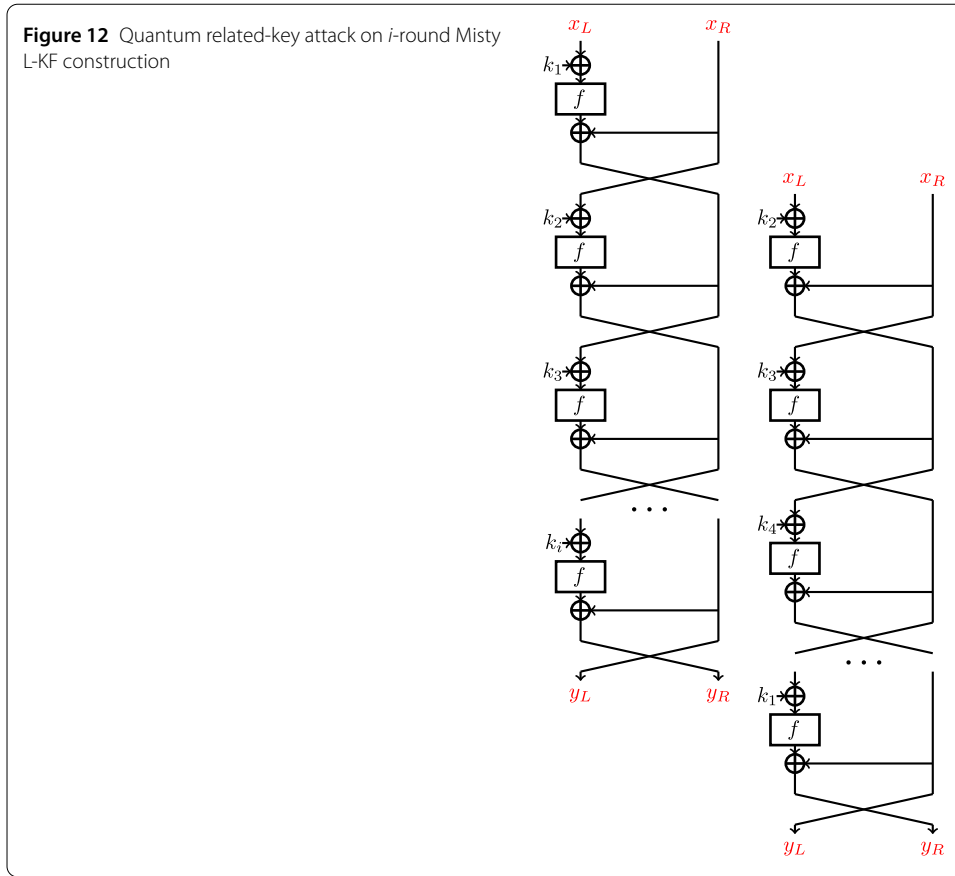 Figure 12 Quantum related-key attack on i-round Misty
L-KF construction
x_L x_R
k_1
f
x_L x_R
k_2 k_2
f f
k_3 k_3
f f
. . .
k_4
k_i
f
f
. . .
y_L y_R
k_1
f
y_L y_R